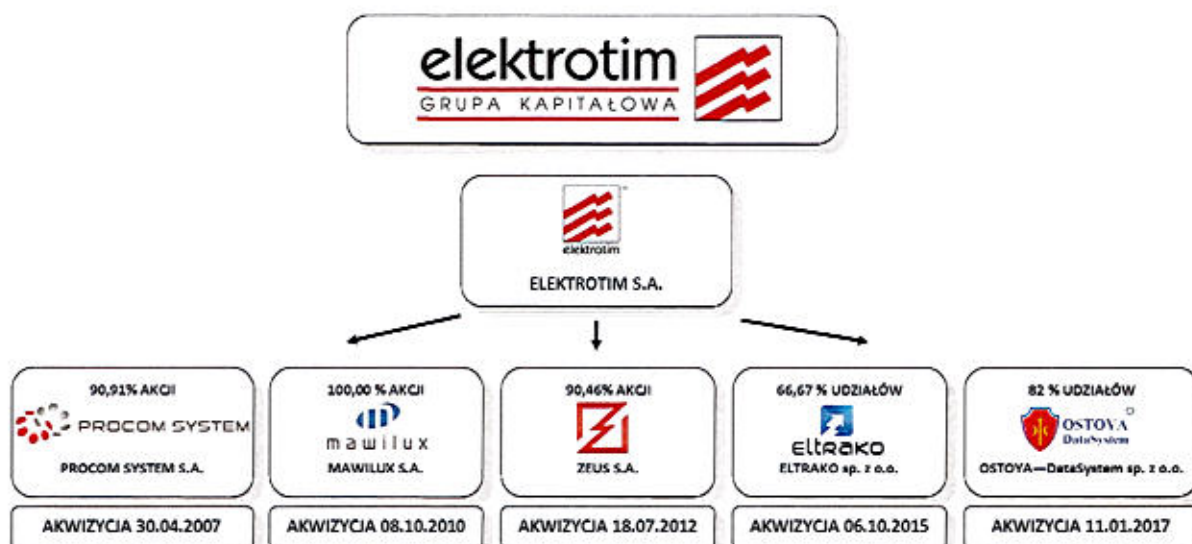 elektrotim
GRUPA KAPITAŁOWA
elektrotim
ELEKTROTIM S.A.
90,91% AKCJI
PROCOM SYSTEM
PROCOM SYSTEM S.A.
AKWIZYCJA 30.04.2007
100,00 % AKCJI
mawilux
MAWILUX S.A.
AKWIZYCJA 08.10.2010
90,46% AKCJI
ZEUS S.A.
AKWIZYCJA 18.07.2012
66,67 % UDZIAŁÓW
ELTRAKO
ELTRAKO sp. z o.o.
AKWIZYCJA 06.10.2015
82 % UDZIAŁÓW
OSTOYA
DataSystem
OSTOYA—DataSystem sp. z o.o.
AKWIZYCJA 11.01.2017